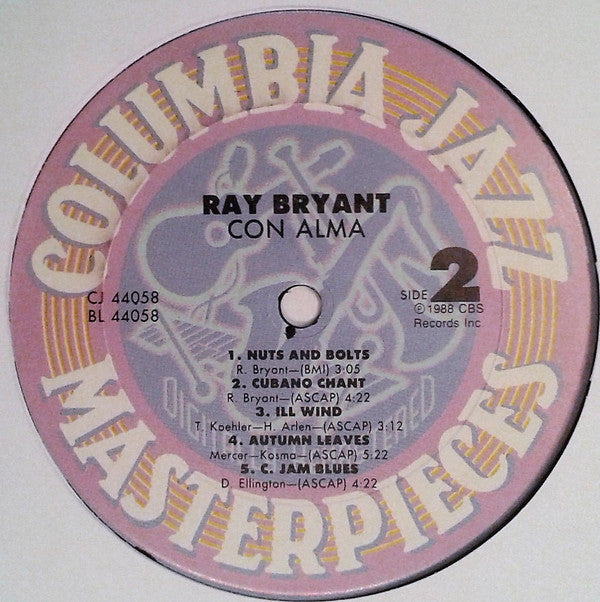 COLUMBIA JAZZ
MASTERPIECES
RAY BRYANT
CON ALMA
CJ 44058
BL 44058
SIDE 2
℗ 1988 CBS
Records Inc
1. NUTS AND BOLTS
R. Bryant—(BMI) 3:05
2. CUBANO CHANT
R. Bryant—(ASCAP) 4:22
3. ILL WIND
T. Koehler—H. Arlen—(ASCAP) 3:12
4. AUTUMN LEAVES
Mercer—Kosma—(ASCAP) 5:22
5. C. JAM BLUES
D. Ellington—(ASCAP) 4:22